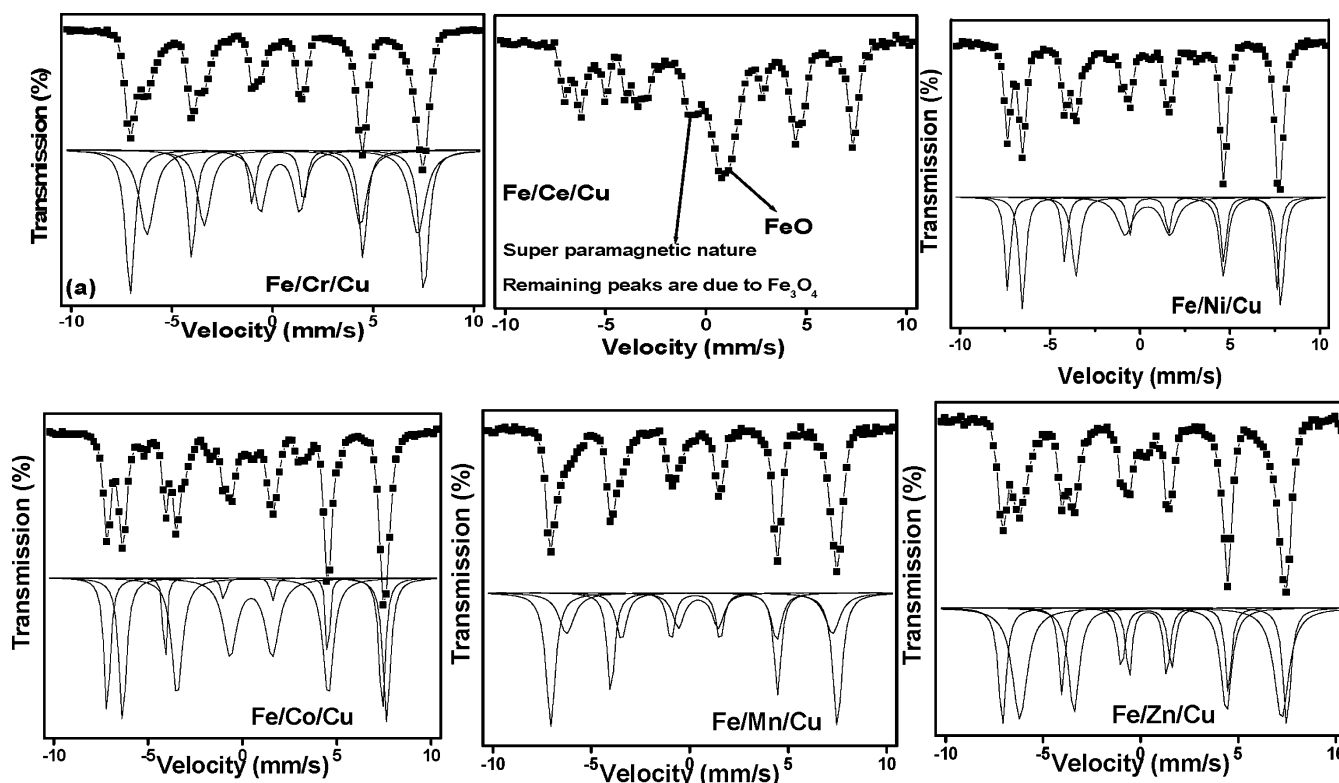 Transmission (%)
(a)
Fe/Cr/Cu
-10 -5 0 5 10
Velocity (mm/s)
Fe/Ce/Cu
FeO
Super paramagnetic nature
Remaining peaks are due to Fe₃O₄
-10 -5 0 5 10
Velocity (mm/s)
Transmission (%)
Fe/Ni/Cu
-10 -5 0 5 10
Velocity (mm/s)
Transmission (%)
Fe/Co/Cu
-10 -5 0 5 10
Velocity (mm/s)
Transmission (%)
Fe/Mn/Cu
-10 -5 0 5 10
Velocity (mm/s)
Transmission (%)
Fe/Zn/Cu
-10 -5 0 5 10
Velocity (mm/s)